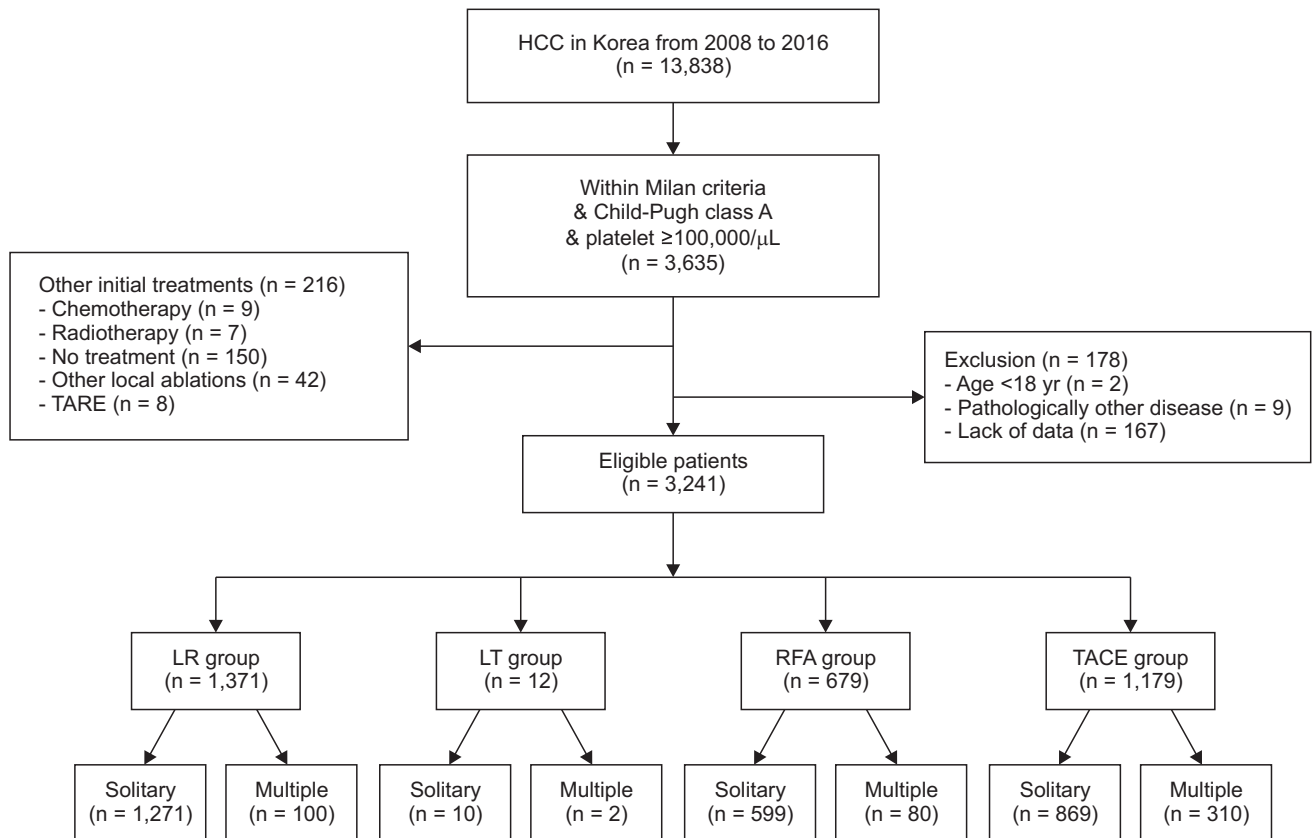 HCC in Korea from 2008 to 2016
(n = 13,838)
Within Milan criteria
& Child-Pugh class A
& platelet ≥100,000/μL
(n = 3,635)
Other initial treatments (n = 216)
- Chemotherapy (n = 9)
- Radiotherapy (n = 7)
- No treatment (n = 150)
- Other local ablations (n = 42)
- TARE (n = 8)
Exclusion (n = 178)
- Age <18 yr (n = 2)
- Pathologically other disease (n = 9)
- Lack of data (n = 167)
Eligible patients
(n = 3,241)
LR group
(n = 1,371)
LT group
(n = 12)
RFA group
(n = 679)
TACE group
(n = 1,179)
Solitary
(n = 1,271)
Multiple
(n = 100)
Solitary
(n = 10)
Multiple
(n = 2)
Solitary
(n = 599)
Multiple
(n = 80)
Solitary
(n = 869)
Multiple
(n = 310)